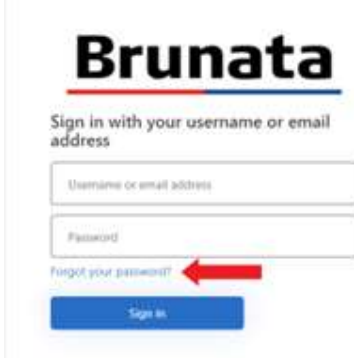 Brunata
Sign in with your username or email
address
Username or email address
Password
Forgot your password?
Sign in